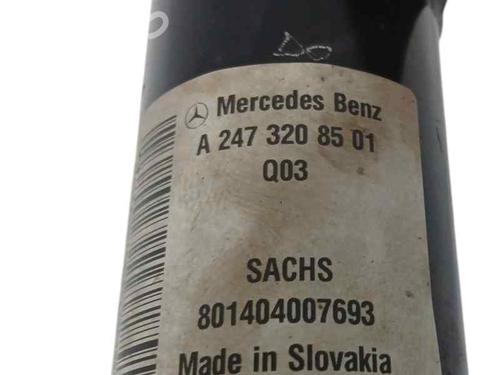 Mercedes Benz
A 247 320 85 01
Q03
SACHS
801404007693
Made in Slovakia